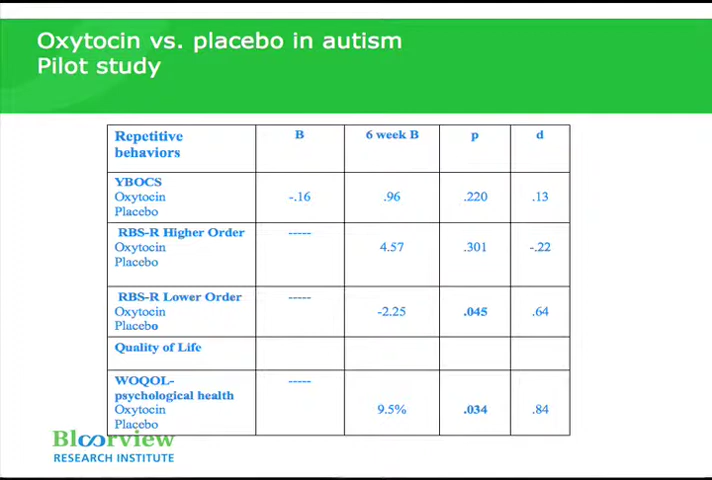 Oxytocin vs. placebo in autism
Pilot study
Repetitive behaviors B 6 week B p d
YBOCS
Oxytocin -.16 .96 .220 .13
Placebo
RBS-R Higher Order -----
Oxytocin 4.57 .301 -.22
Placebo
RBS-R Lower Order -----
Oxytocin -2.25 .045 .64
Placebo
Quality of Life
WOQOL- -----
psychological health
Oxytocin 9.5% .034 .84
Placebo
Bloorview
RESEARCH INSTITUTE